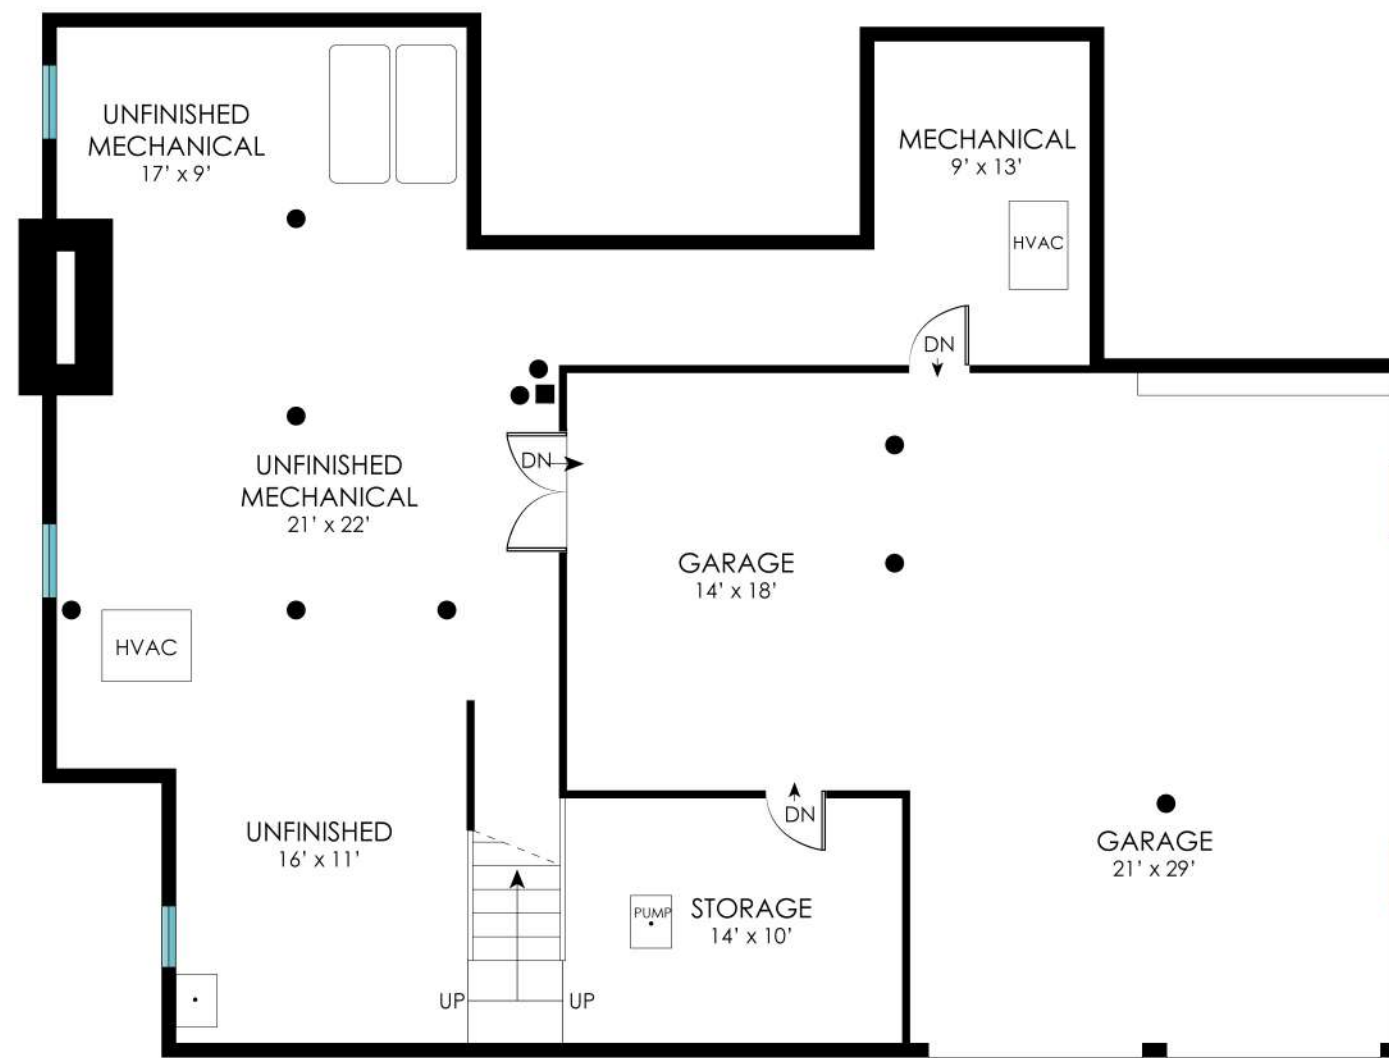 UNFINISHED
MECHANICAL
17' x 9'
MECHANICAL
9' x 13'
HVAC
DN
DN
UNFINISHED
MECHANICAL
21' x 22'
GARAGE
14' x 18'
HVAC
DN
UNFINISHED
16' x 11'
GARAGE
21' x 29'
PUMP
STORAGE
14' x 10'
UP
UP